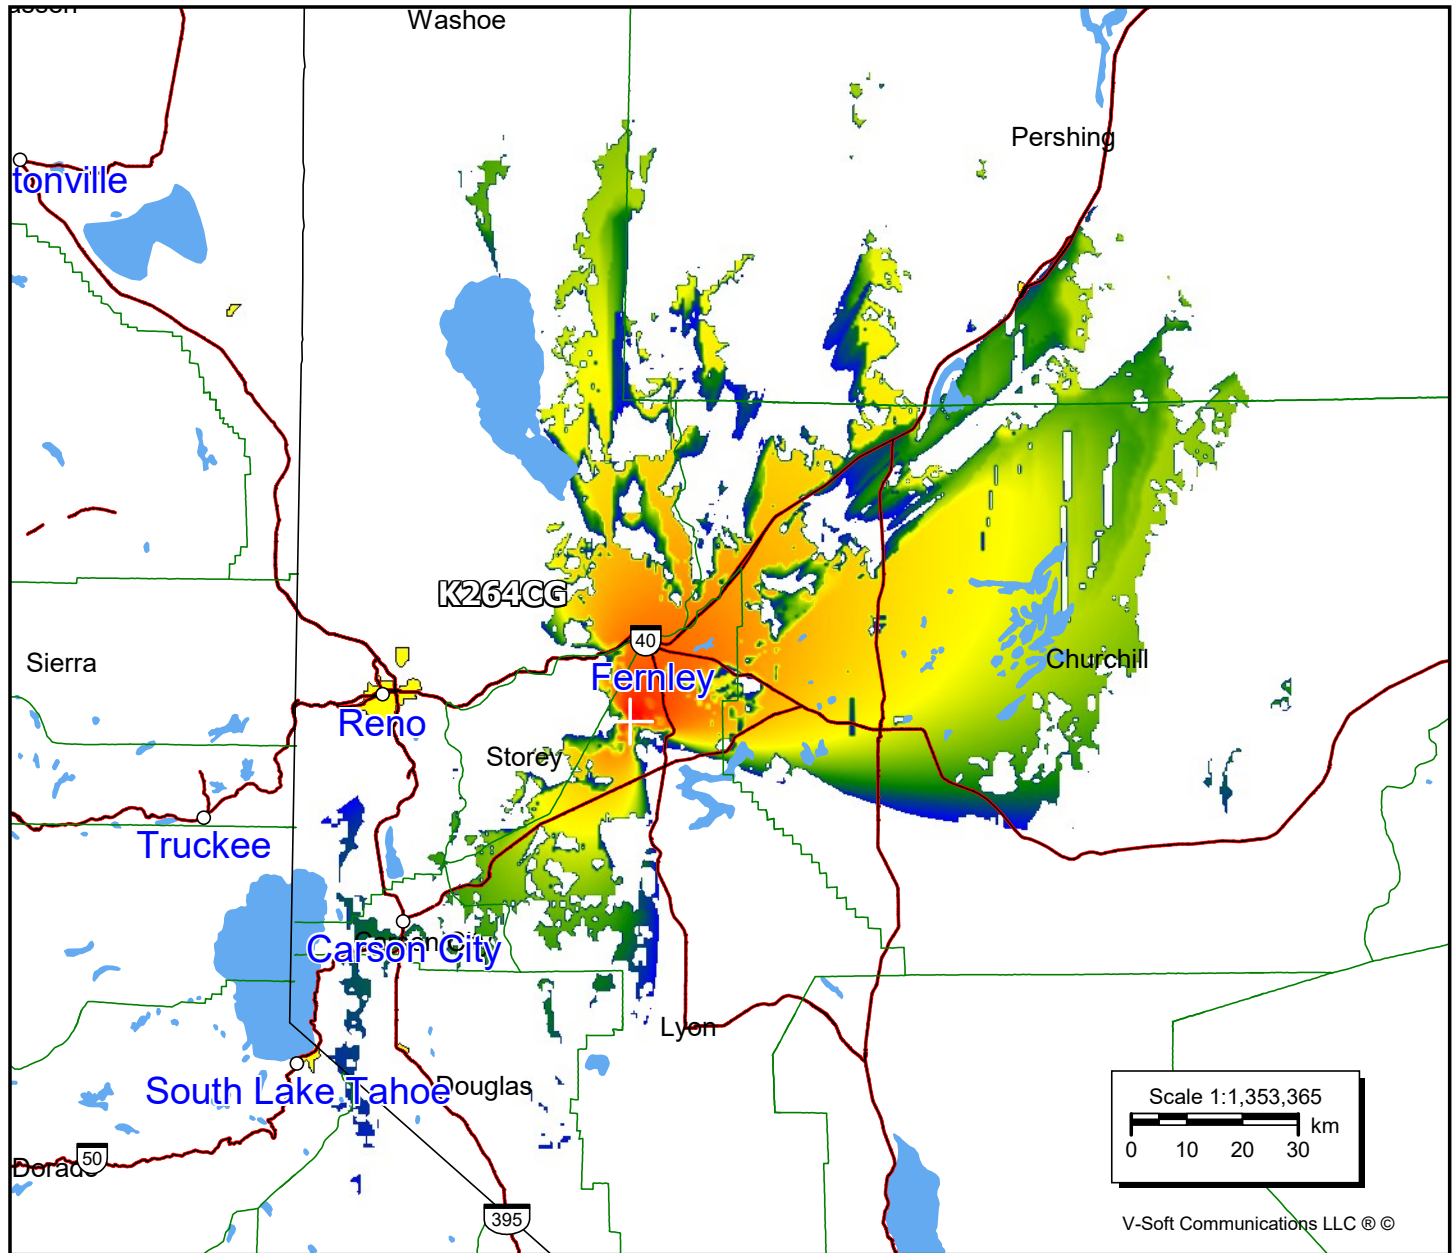 Washoe
Pershing
tonville
K264CG
40
Fernley
Churchill
Sierra
Reno
Storey
Truckee
Carson City
Lyon
South Lake Tahoe
Douglas
Scale 1:1,353,365
km
0 10 20 30
Dorado
50
395
V-Soft Communications LLC ® ©